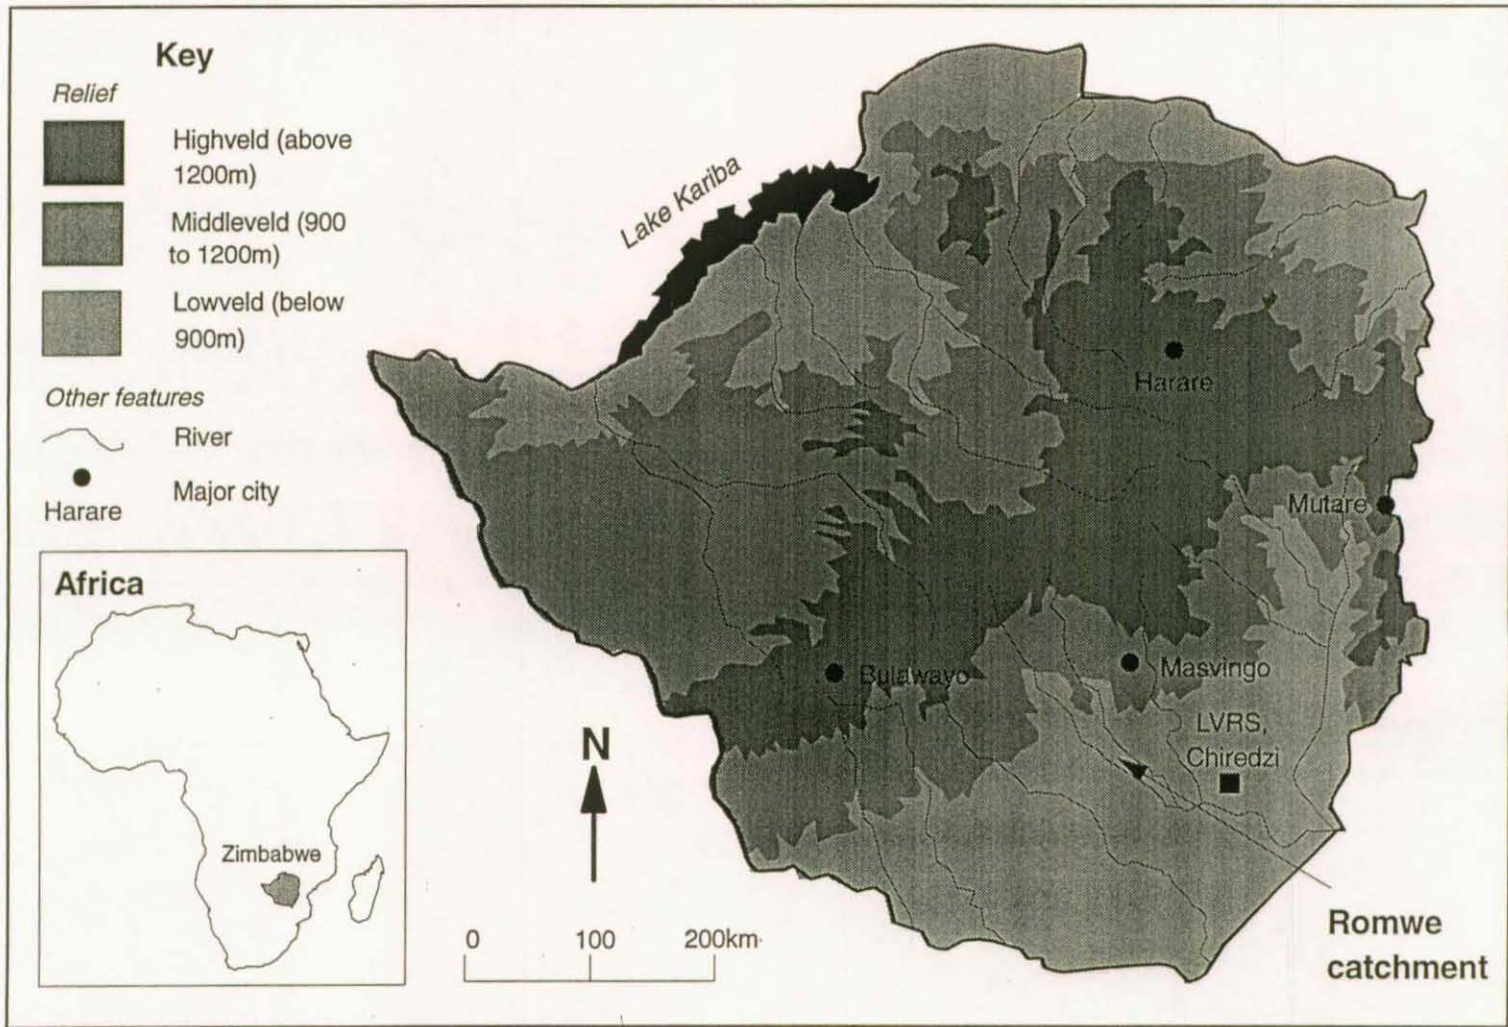 Key
Relief
Highveld (above
1200m)
Middleveld (900
to 1200m)
Lowveld (below
900m)
Other features
River
Major city
Harare
Africa
Zimbabwe
Lake Kariba
Harare
Mutare
Bulawayo
Masvingo
LVRS,
Chiredzi
N
0 100 200km
Romwe
catchment